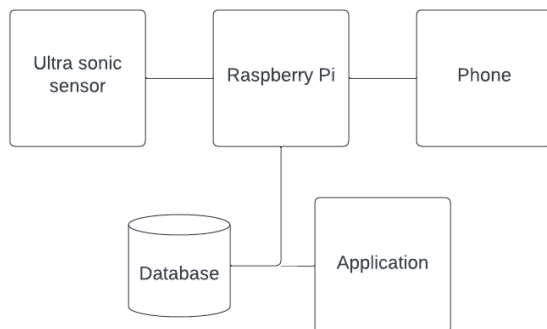 Ultra sonic
sensor
Raspberry Pi
Phone
Database
Application